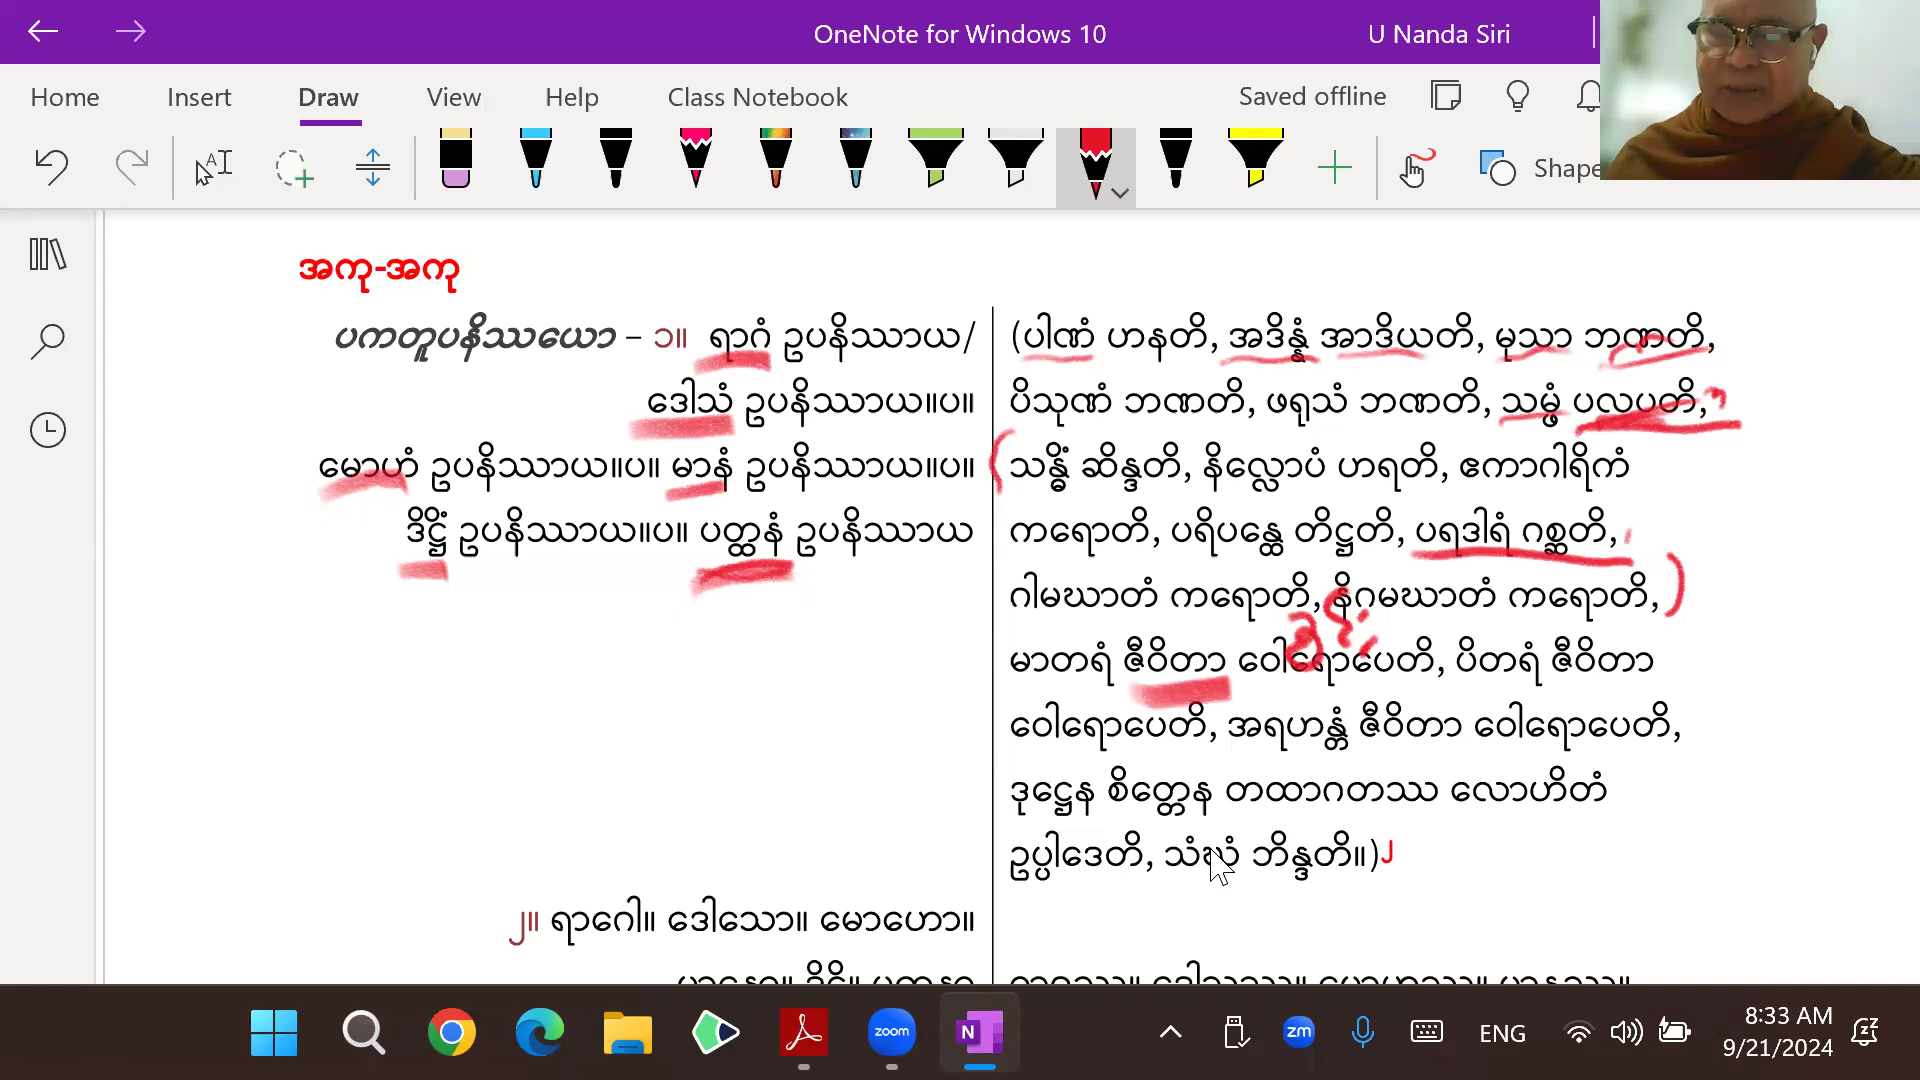 OneNote for Windows 10
U Nanda Siri
Home Insert Draw View Help Class Notebook Saved offline
Shape
အကု-အကု
ပကတူပနိဿယော – ၁။ ရာဂံ ဥပနိဿာယ/
ဒေါသံ ဥပနိဿာယ။ပ။
မောဟံ ဥပနိဿာယ။ပ။ မာနံ ဥပနိဿာယ။ပ။
ဒိဋ္ဌိံ ဥပနိဿာယ။ပ။ ပတ္ထနံ ဥပနိဿာယ
(ပါဏံ ဟနတိ, အဒိန္နံ အာဒိယတိ, မုသာ ဘဏတိ,
ပိသုဏံ ဘဏတိ, ဖရုသံ ဘဏတိ, သမ္ဖံ ပလပတိ,
သန္ဓိံ ဆိန္ဒတိ, နိလ္လောပံ ဟရတိ, ဧကာဂါရိကံ
ကရောတိ, ပရိပန္ထေ တိဋ္ဌတိ, ပရဒါရံ ဂစ္ဆတိ,
ဂါမဃာတံ ကရောတိ, နိဂမဃာတံ ကရောတိ,
မာတရံ ဇီဝိတာ ဝေါရောပေတိ, ပိတရံ ဇီဝိတာ
ဝေါရောပေတိ, အရဟန္တံ ဇီဝိတာ ဝေါရောပေတိ,
ဒုဋ္ဌေန စိတ္တေန တထာဂတဿ လောဟိတံ
ဥပ္ပါဒေတိ, သံဃံ ဘိန္ဒတိ။)၂
၂။ ရာဂေါ။ ဒေါသော။ မောဟော။
zoom
zm
ENG
8:33 AM
9/21/2024